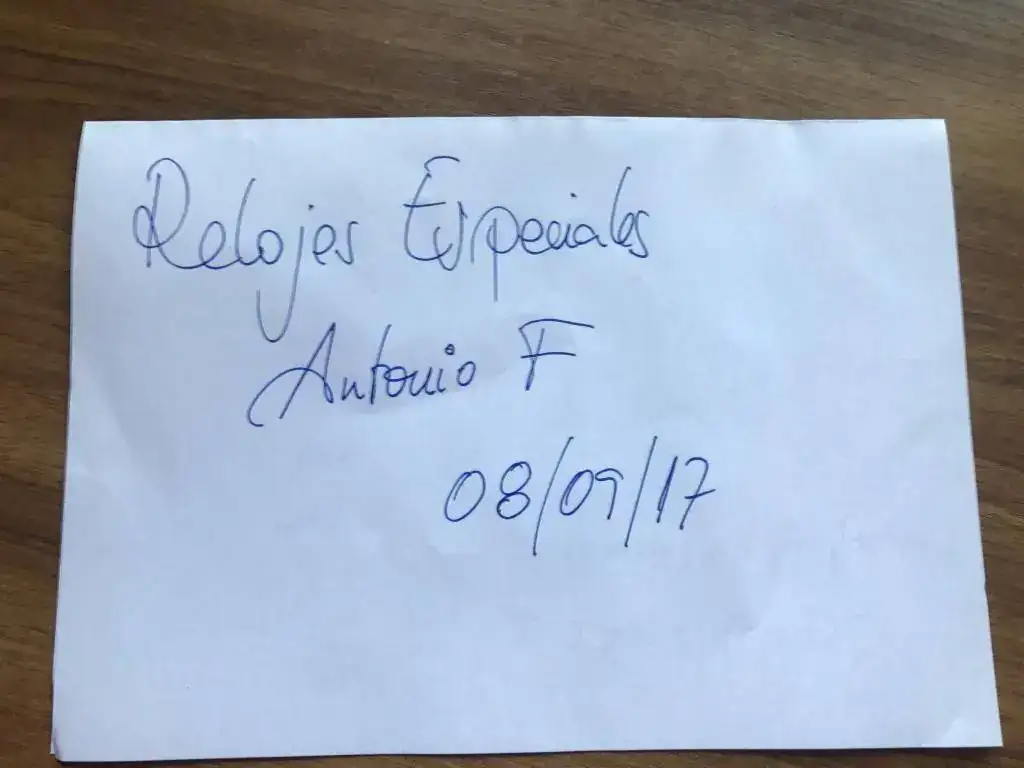 Relojes Especiales
Antonio F
08/09/17